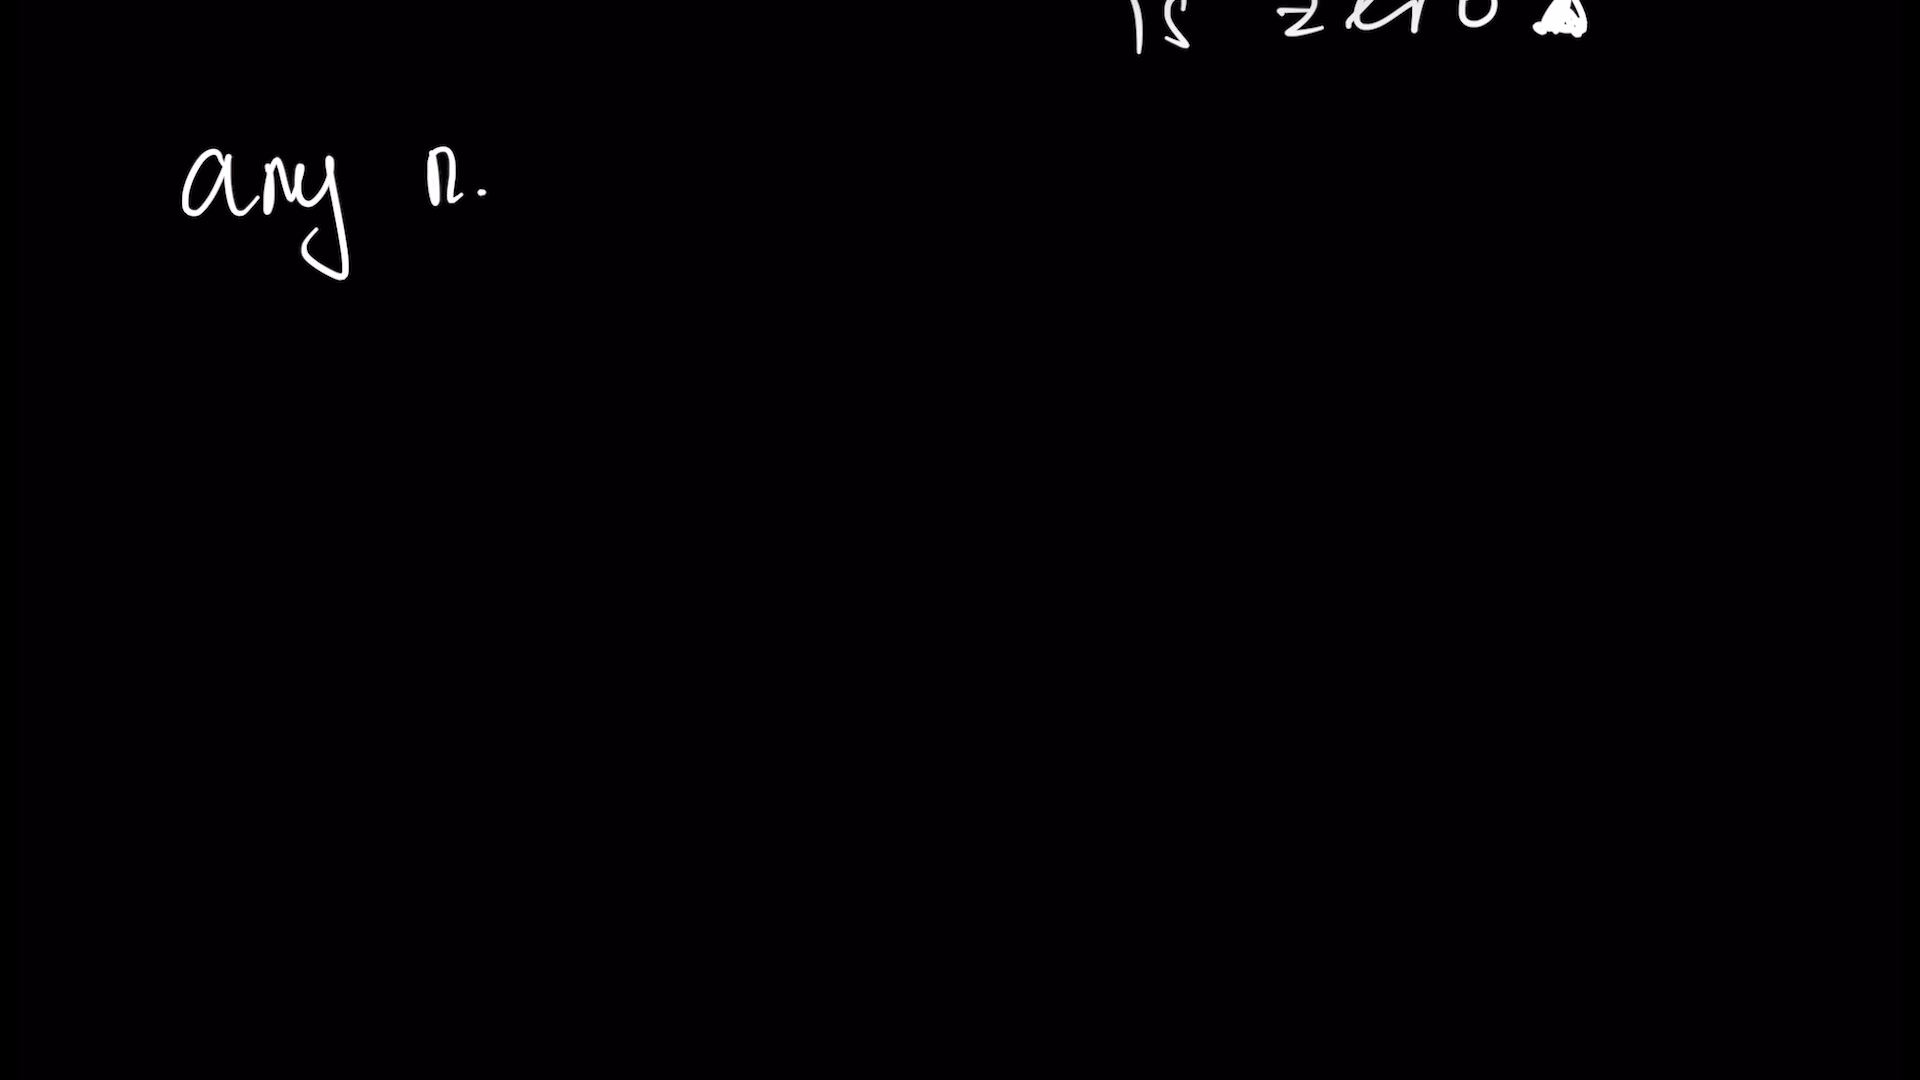 is zero
any n.